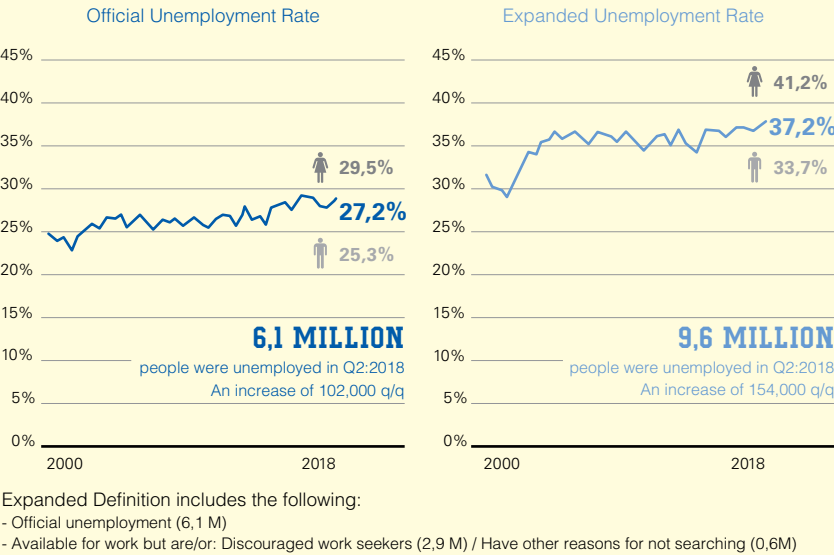 Official Unemployment Rate
45%
40%
35%
30%
25%
20%
15%
10%
5%
0%
29,5%
27,2%
25,3%
6,1 MILLION
people were unemployed in Q2:2018
An increase of 102,000 q/q
2000
2018
Expanded Unemployment Rate
45%
40%
35%
30%
25%
20%
15%
10%
5%
0%
41,2%
37,2%
33,7%
9,6 MILLION
people were unemployed in Q2:2018
An increase of 154,000 q/q
2000
2018
Expanded Definition includes the following:
- Official unemployment (6,1 M)
- Available for work but are/or: Discouraged work seekers (2,9 M) / Have other reasons for not searching (0,6M)